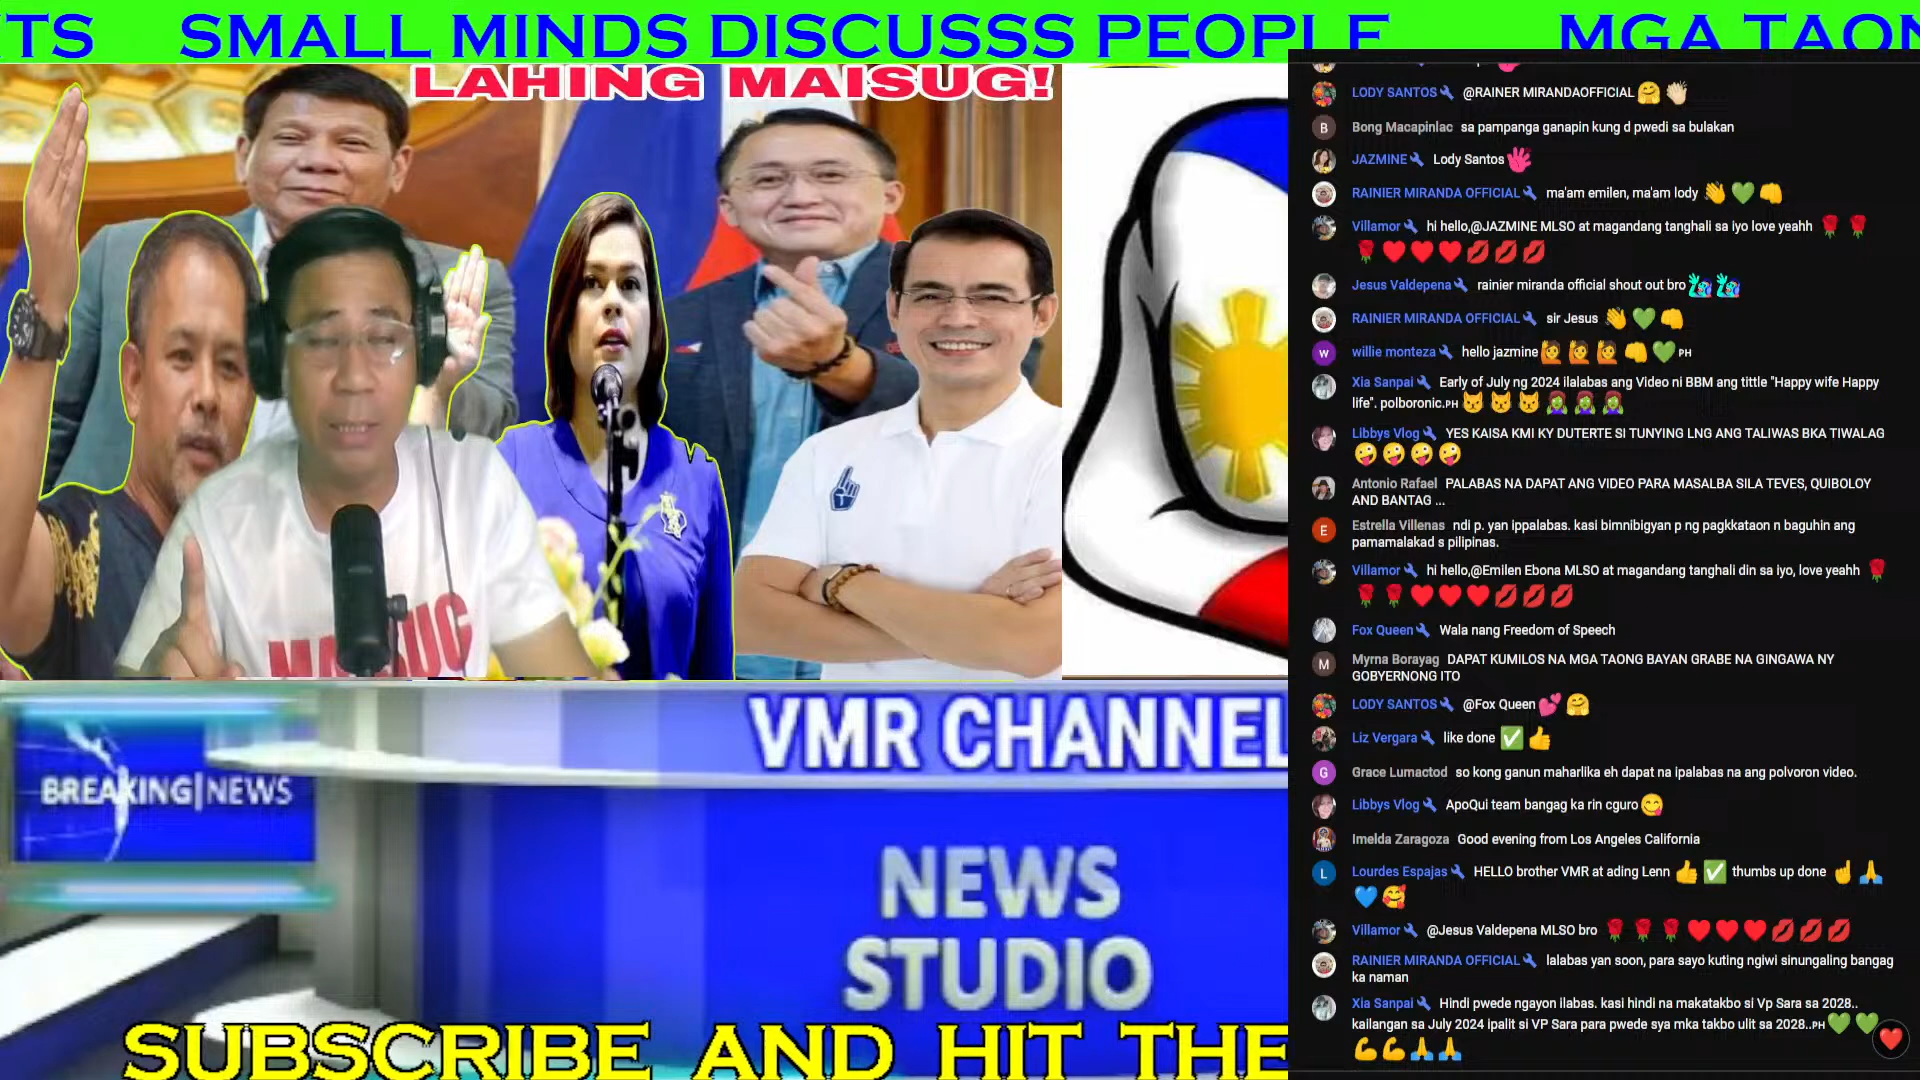 TS SMALL MINDS DISCUSSS PEOPLE MGA TAON
LAHING MAISUG!
LODY SANTOS @RAINER MIRANDAOFFICIAL 🤗 👏🏻
B Bong Macapinlac sa pampanga ganapin kung d pwedi sa bulakan
JAZMINE Lody Santos
RAINIER MIRANDA OFFICIAL ma'am emilen, ma'am lody 👋 💚 👊
Villamor hi hello,@JAZMINE MLSO at magandang tanghali sa iyo love yeahh 🌹 🌹
🌹 ❤️ ❤️ ❤️ 💋 💋 💋
Jesus Valdepena rainier miranda official shout out bro
RAINIER MIRANDA OFFICIAL sir Jesus 👋 💚 👊
w willie monteza hello jazmine 🙋 🙋 🙋 👊 💚 PH
Xia Sanpai Early of July ng 2024 ilalabas ang Video ni BBM ang tittle "Happy wife Happy
life". polboronic.PH 😼 😼 😼 🧟‍♀️ 🧟‍♀️ 🧟‍♀️
Libbys Vlog YES KAISA KMI KY DUTERTE SI TUNYING LNG ANG TALIWAS BKA TIWALAG
🤪 🤪 🤪 🤪
Antonio Rafael PALABAS NA DAPAT ANG VIDEO PARA MASALBA SILA TEVES, QUIBOLOY
AND BANTAG ...
E Estrella Villenas ndi p. yan ippalabas. kasi bimnibigyan p ng pagkkataon n baguhin ang
pamamalakad s pilipinas.
Villamor hi hello,@Emilen Ebona MLSO at magandang tanghali din sa iyo, love yeahh 🌹
🌹 🌹 ❤️ ❤️ ❤️ 💋 💋 💋
Fox Queen Wala nang Freedom of Speech
M Myrna Borayag DAPAT KUMILOS NA MGA TAONG BAYAN GRABE NA GINGAWA NY
GOBYERNONG ITO
LODY SANTOS @Fox Queen 💕 🤗
Liz Vergara like done ✅ 👍
G Grace Lumactod so kong ganun maharlika eh dapat na ipalabas na ang polvoron video.
Libbys Vlog ApoQui team bangag ka rin cguro 😋
Imelda Zaragoza Good evening from Los Angeles California
L Lourdes Espajas HELLO brother VMR at ading Lenn 👍 ✅ thumbs up done ☝️ 🙏
💙 🥰
Villamor @Jesus Valdepena MLSO bro 🌹 🌹 🌹 ❤️ ❤️ ❤️ 💋 💋 💋
RAINIER MIRANDA OFFICIAL lalabas yan soon, para sayo kuting ngiwi sinungaling bangag
ka naman
Xia Sanpai Hindi pwede ngayon ilabas. kasi hindi na makatakbo si Vp Sara sa 2028..
kailangan sa July 2024 ipalit si VP Sara para pwede sya mka takbo ulit sa 2028..PH 💚 💚
💪 💪 🙏 🙏
VMR CHANNEL
BREAKING|NEWS
NEWS
STUDIO
SUBSCRIBE AND HIT THE